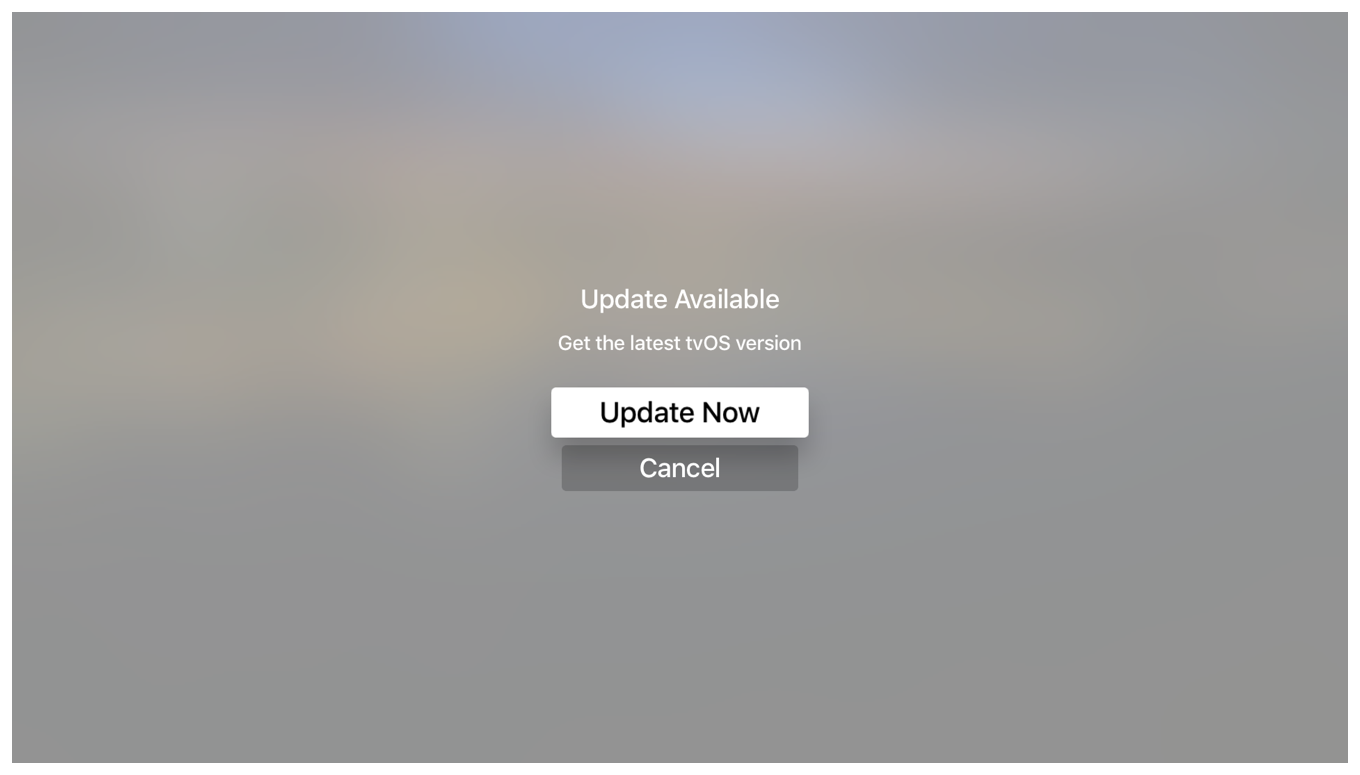 Update Available
Get the latest tvOS version
Update Now
Cancel